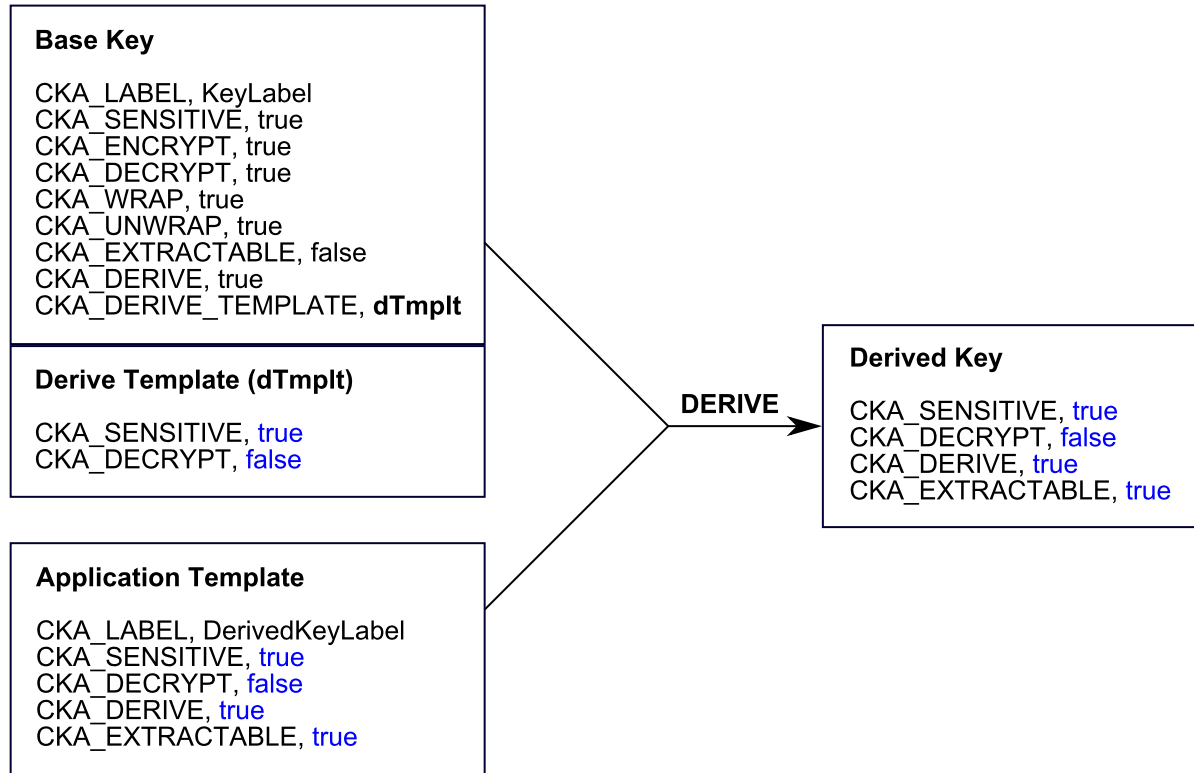 Base Key
CKA_LABEL, KeyLabel
CKA_SENSITIVE, true
CKA_ENCRYPT, true
CKA_DECRYPT, true
CKA_WRAP, true
CKA_UNWRAP, true
CKA_EXTRACTABLE, false
CKA_DERIVE, true
CKA_DERIVE_TEMPLATE, dTmplt
Derive Template (dTmplt)
CKA_SENSITIVE, true
CKA_DECRYPT, false
Application Template
CKA_LABEL, DerivedKeyLabel
CKA_SENSITIVE, true
CKA_DECRYPT, false
CKA_DERIVE, true
CKA_EXTRACTABLE, true
DERIVE
Derived Key
CKA_SENSITIVE, true
CKA_DECRYPT, false
CKA_DERIVE, true
CKA_EXTRACTABLE, true